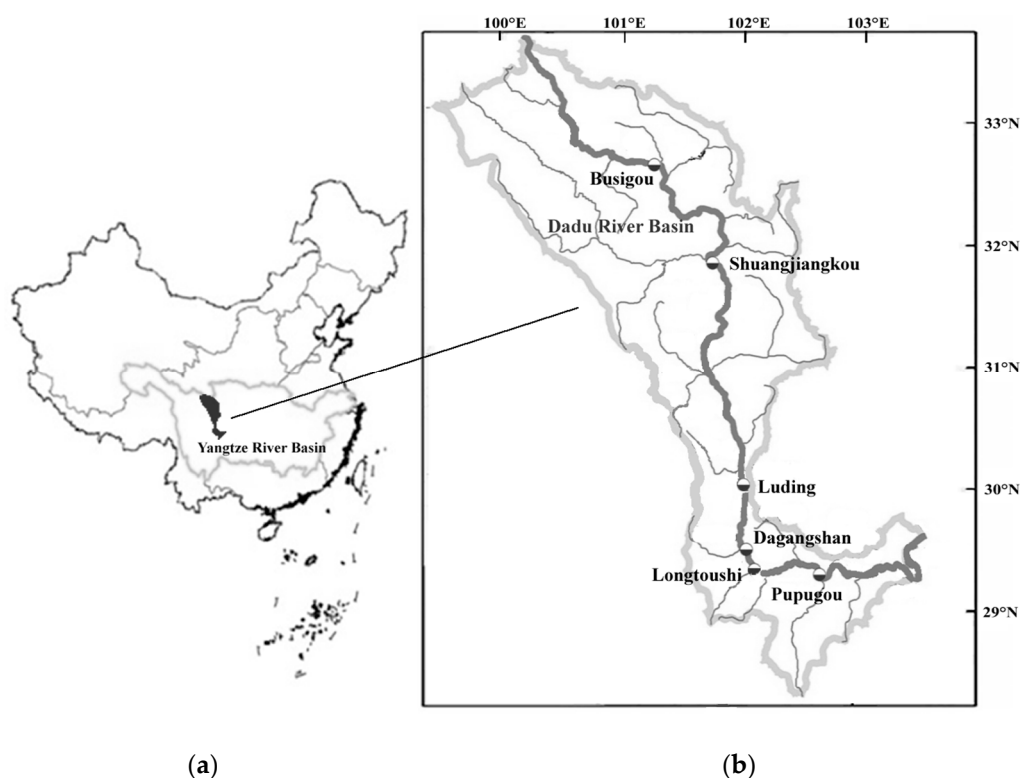 100°E 101°E 102°E 103°E
33°N
Busigou
Dadu River Basin
32°N
Shuangjiangkou
31°N
Yangtze River Basin
30°N
Luding
Dagangshan
Longtoushi
Pupugou
29°N
(a) (b)